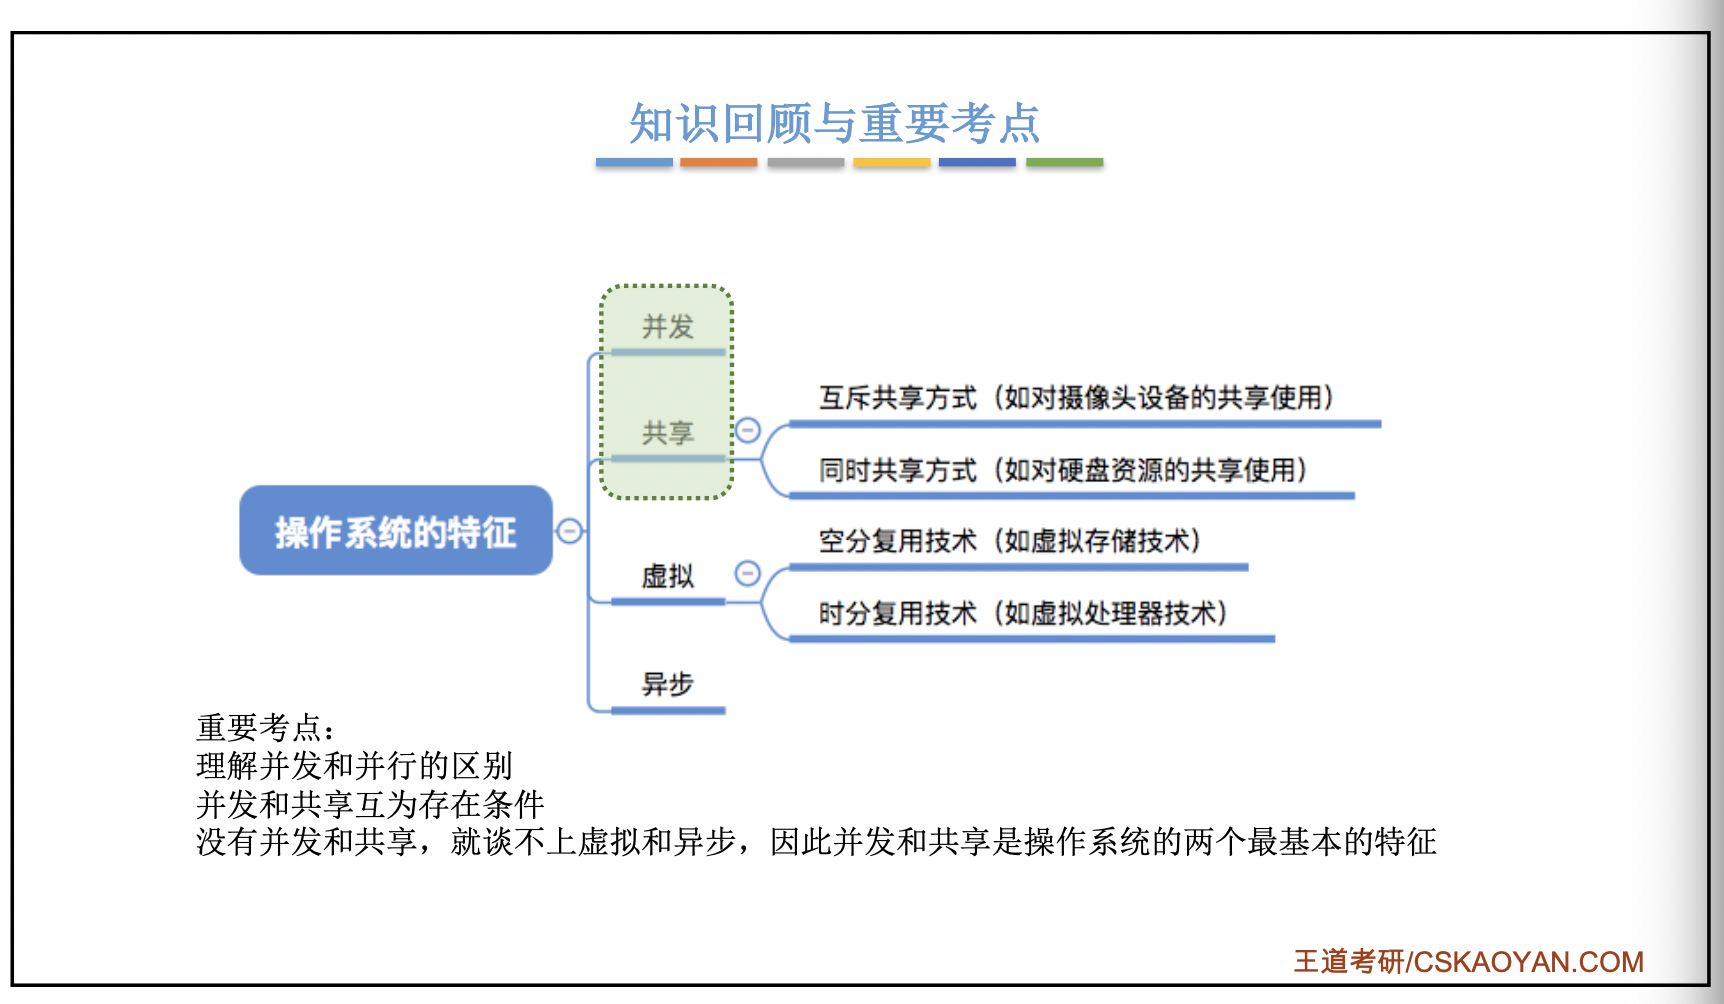 知识回顾与重要考点
并发
共享
互斥共享方式（如对摄像头设备的共享使用）
同时共享方式（如对硬盘资源的共享使用）
操作系统的特征
虚拟
空分复用技术（如虚拟存储技术）
时分复用技术（如虚拟处理器技术）
异步
重要考点：
理解并发和并行的区别
并发和共享互为存在条件
没有并发和共享，就谈不上虚拟和异步，因此并发和共享是操作系统的两个最基本的特征
王道考研/CSKAOYAN.COM